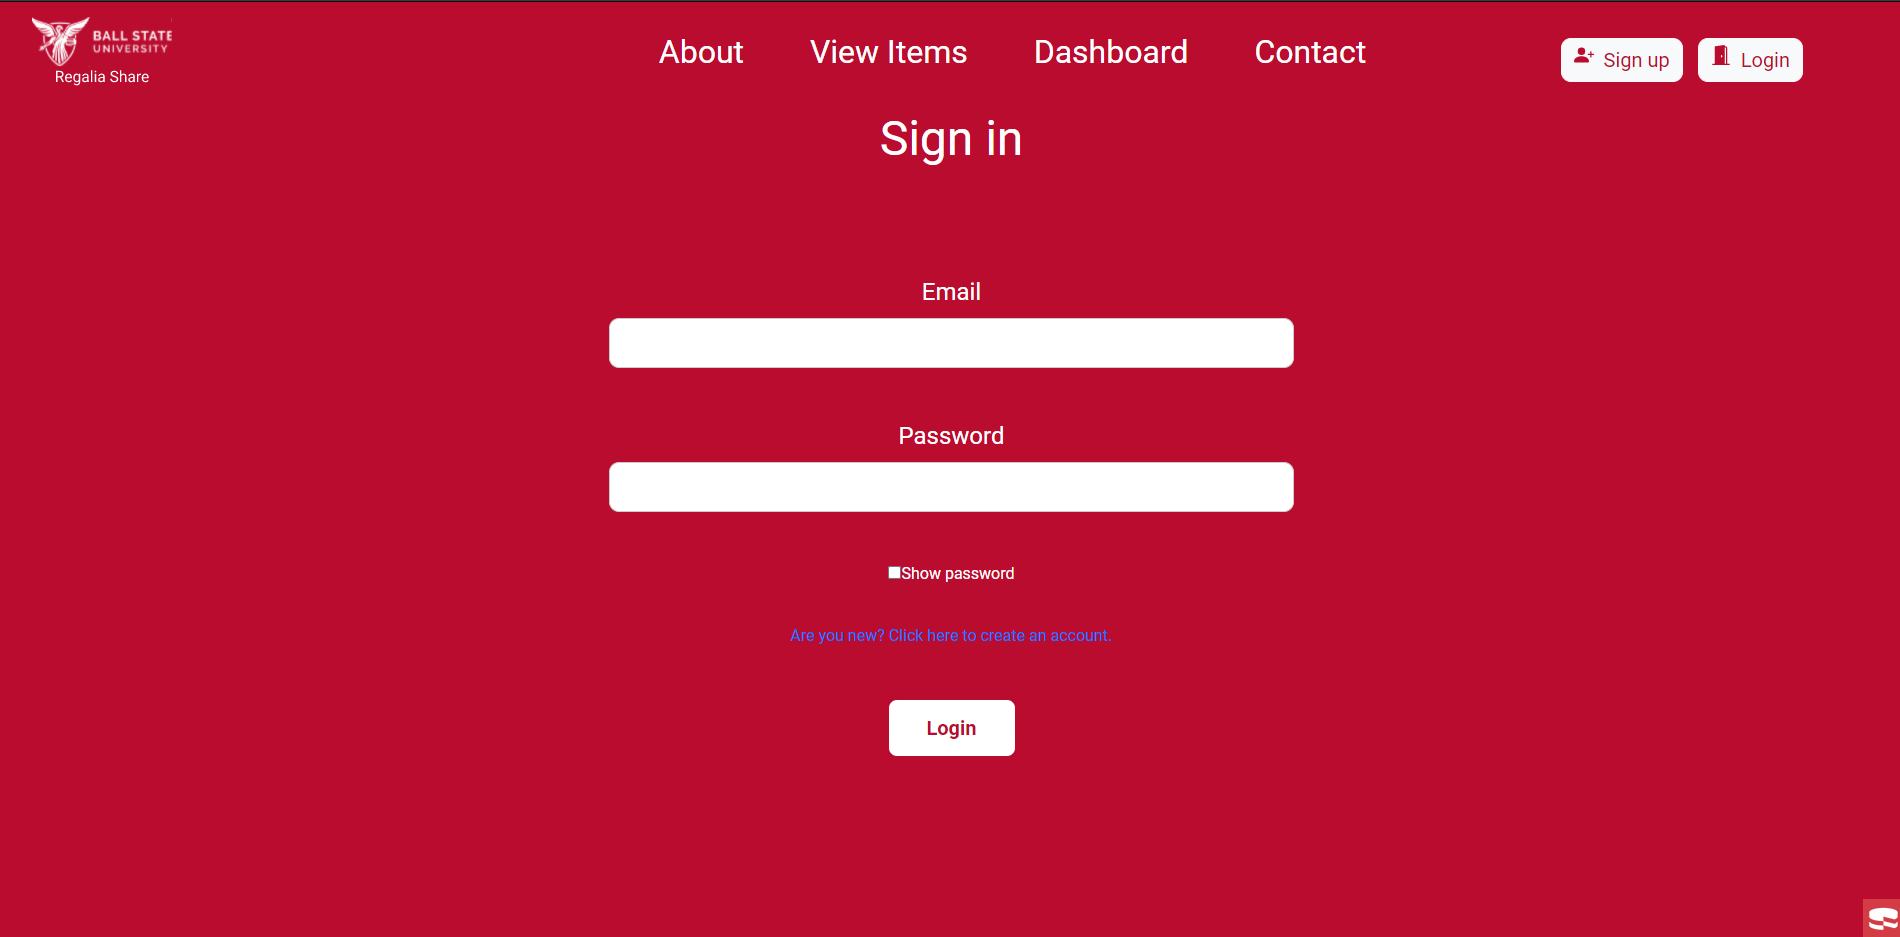 BALL STATE
UNIVERSITY
Regalia Share
About
View Items
Dashboard
Contact
Sign up
Login
Sign in
Email
Password
Show password
Are you new? Click here to create an account.
Login